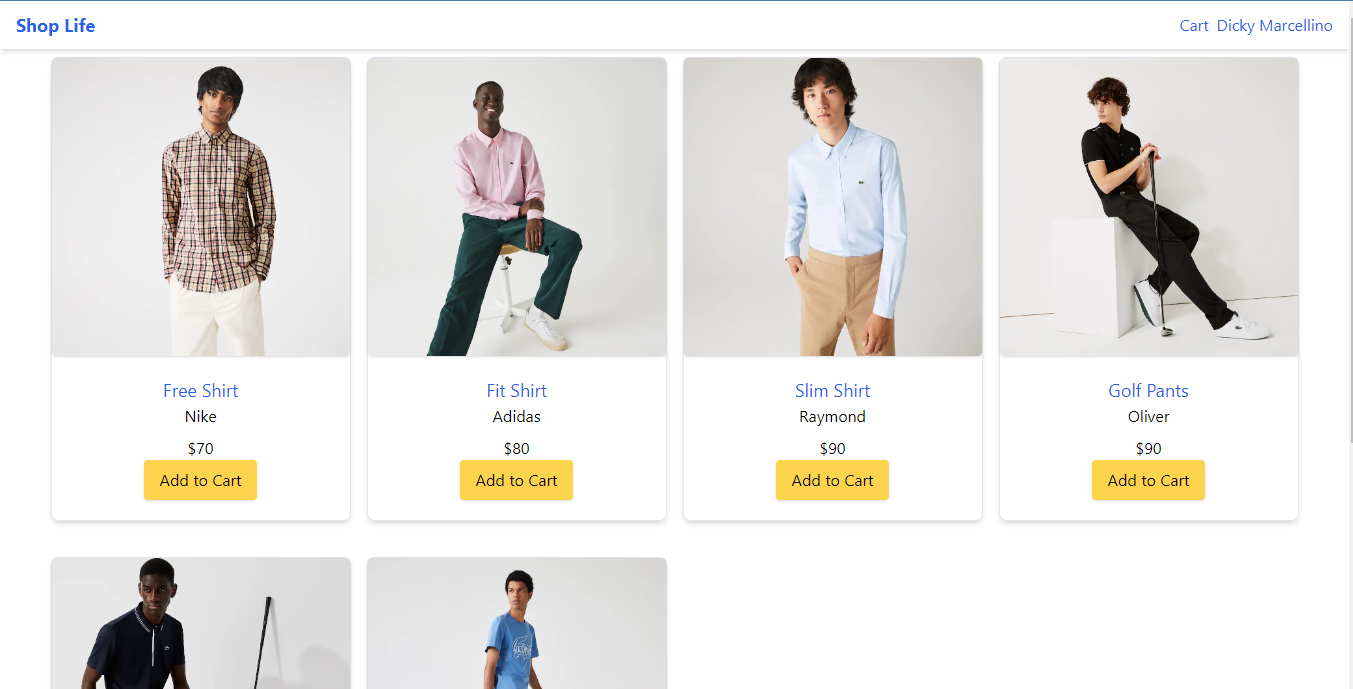 Shop Life
Cart Dicky Marcellino
Free Shirt
Nike
$70
Add to Cart
Fit Shirt
Adidas
$80
Add to Cart
Slim Shirt
Raymond
$90
Add to Cart
Golf Pants
Oliver
$90
Add to Cart